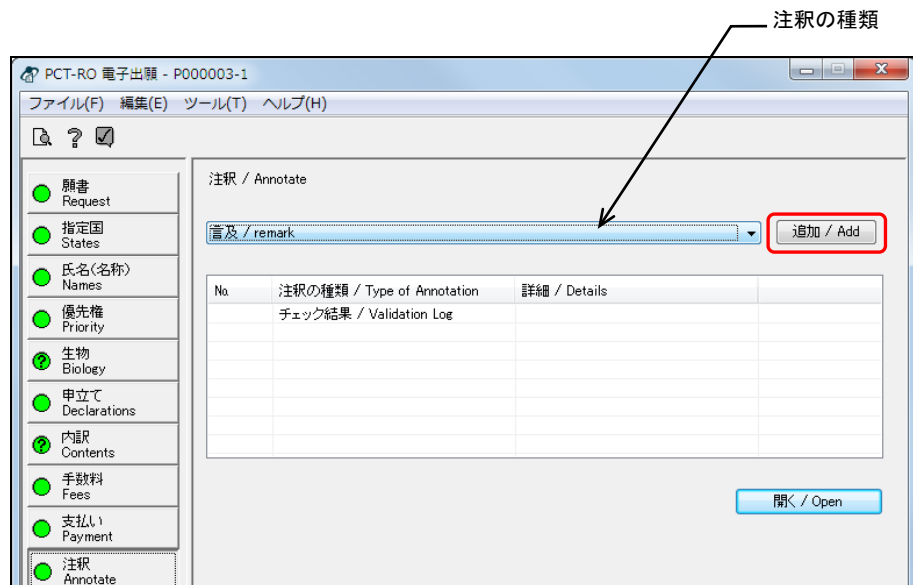 注釈の種類
PCT-RO 電子出願 - P000003-1
ファイル(F) 編集(E) ツール(T) ヘルプ(H)
願書
Request
指定国
States
氏名(名称)
Names
優先権
Priority
生物
Biology
申立て
Declarations
内訳
Contents
手数料
Fees
支払い
Payment
注釈
Annotate
注釈 / Annotate
言及 / remark
追加 / Add
No. 注釈の種類 / Type of Annotation 詳細 / Details
チェック結果 / Validation Log
開く / Open